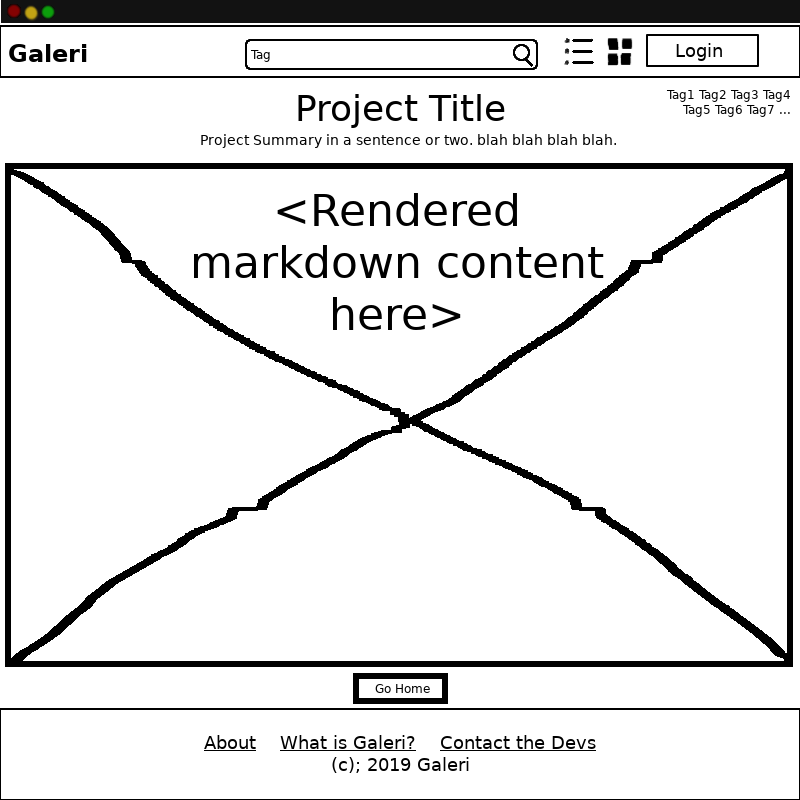 Galeri
Tag
Login
Project Title
Tag1 Tag2 Tag3 Tag4
Tag5 Tag6 Tag7 ...
Project Summary in a sentence or two. blah blah blah blah.
<Rendered
markdown content
here>
Go Home
About What is Galeri? Contact the Devs
(c); 2019 Galeri